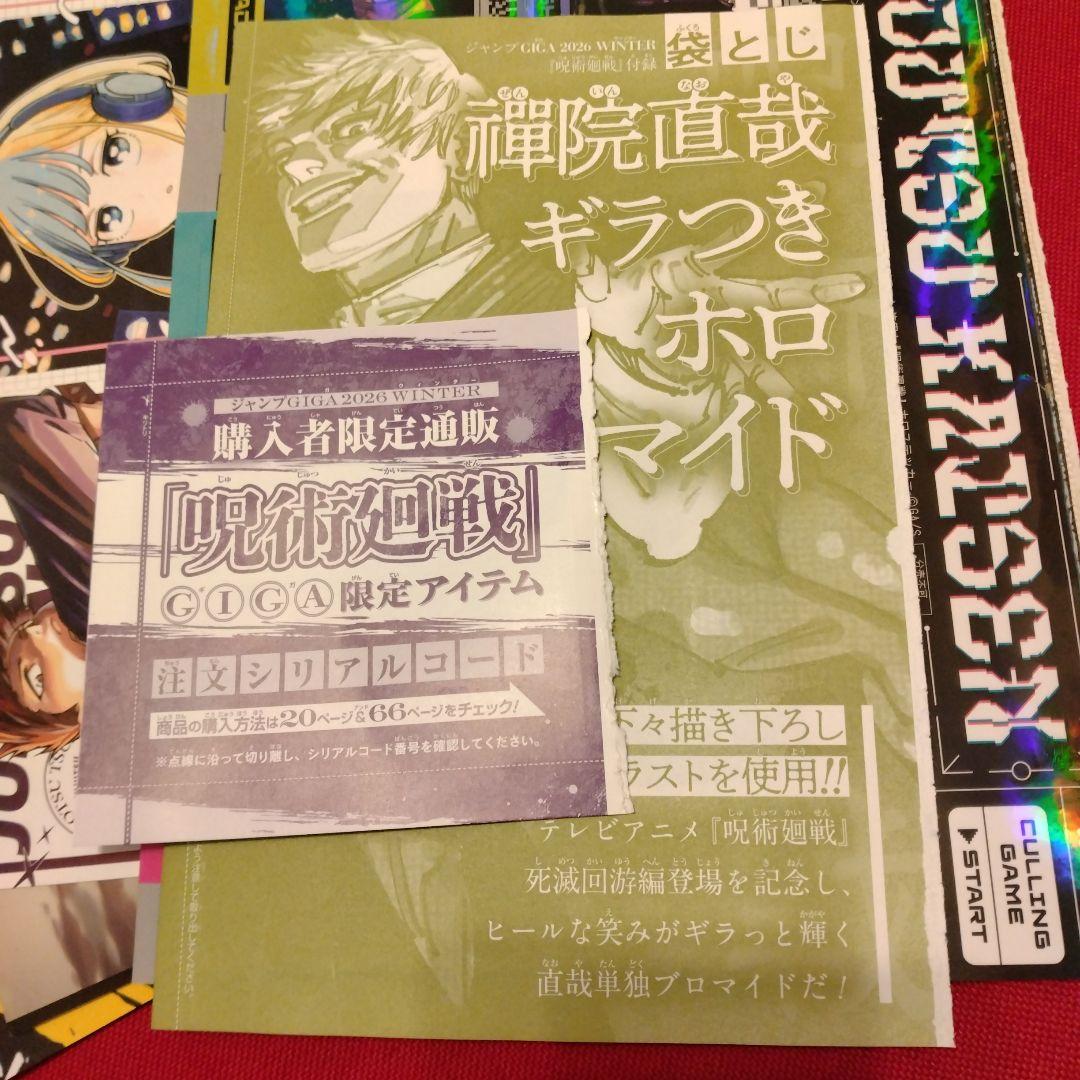 ジャンプGIGA 2026 WINTER
『呪術廻戦』付録
袋とじ
禪院直哉
ギラつき
ホロ
マイド
下々描き下ろし
ラストを使用!!
テレビアニメ『呪術廻戦』
死滅回游編登場を記念し、
ヒールな笑みがギラっと輝く
直哉単独ブロマイドだ!
ジャンプGIGA 2026 WINTER
購入者限定通販
『呪術廻戦』
GIGA限定アイテム
注文シリアルコード
商品の購入方法は20ページ&66ページをチェック!
※点線に沿って切り離し、シリアルコード番号を確認してください。
JUJUTSU KAISEN
CULLING
GAME
▶START